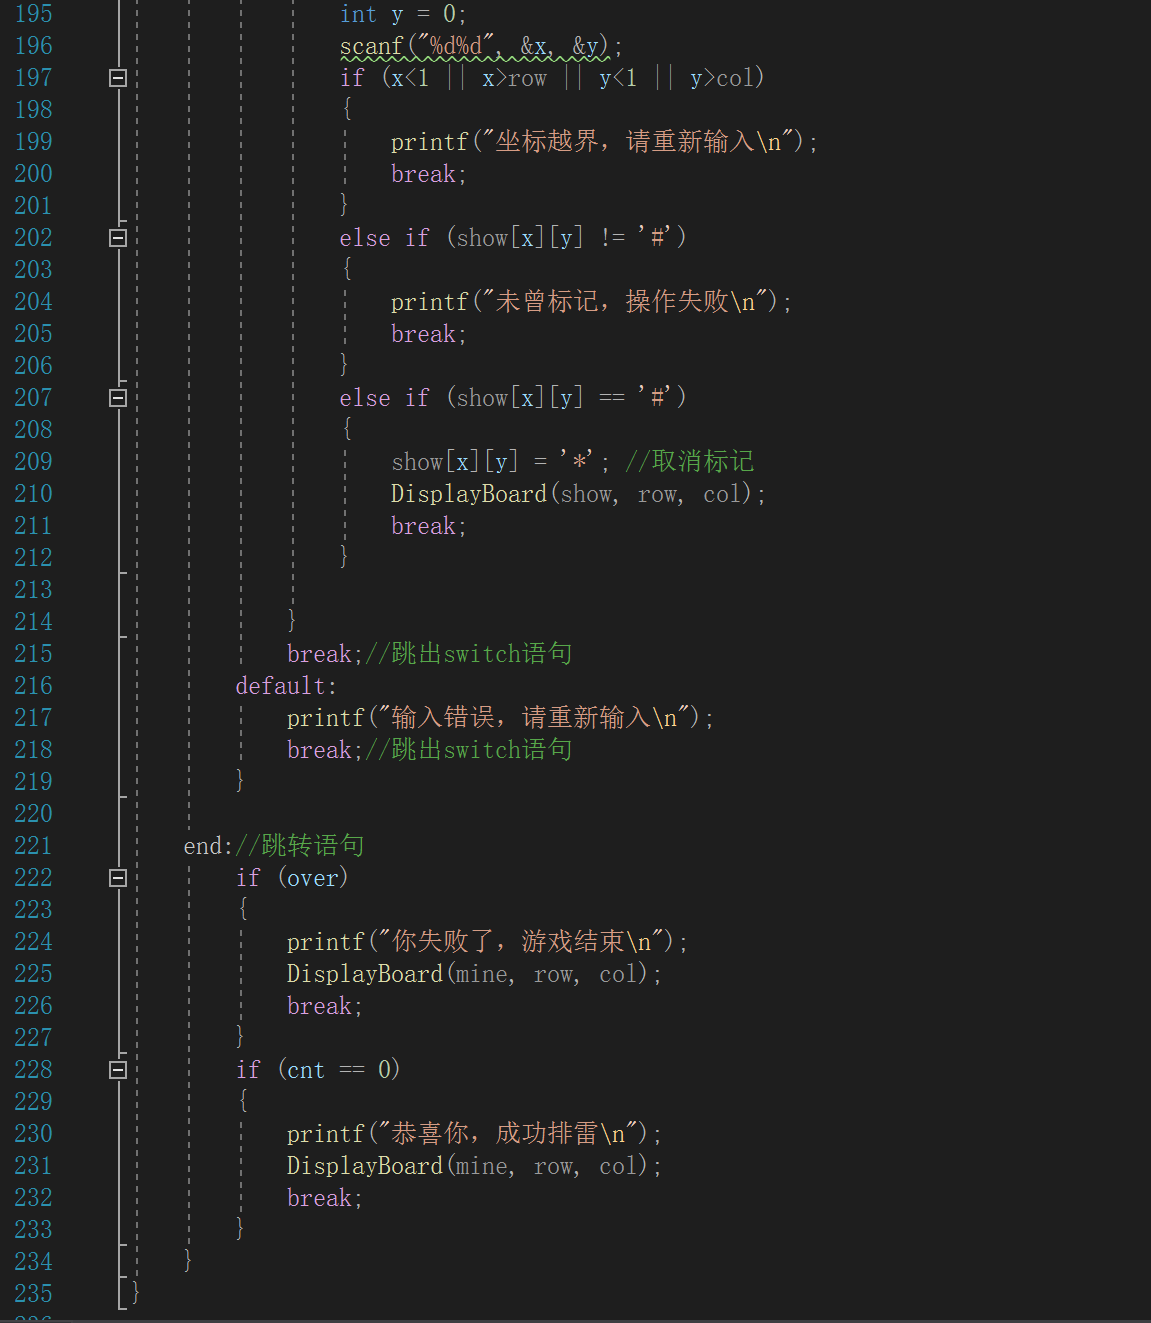 195 int y = 0;
196 scanf("%d%d", &x, &y);
197 if (x<1 || x>row || y<1 || y>col)
198 {
199 printf("坐标越界，请重新输入\n");
200 break;
201 }
202 else if (show[x][y] != '#')
203 {
204 printf("未曾标记，操作失败\n");
205 break;
206 }
207 else if (show[x][y] == '#')
208 {
209 show[x][y] = '*'; //取消标记
210 DisplayBoard(show, row, col);
211 break;
212 }
213
214 }
215 break;//跳出switch语句
216 default:
217 printf("输入错误，请重新输入\n");
218 break;//跳出switch语句
219 }
220
221 end://跳转语句
222 if (over)
223 {
224 printf("你失败了，游戏结束\n");
225 DisplayBoard(mine, row, col);
226 break;
227 }
228 if (cnt == 0)
229 {
230 printf("恭喜你，成功排雷\n");
231 DisplayBoard(mine, row, col);
232 break;
233 }
234 }
235 }